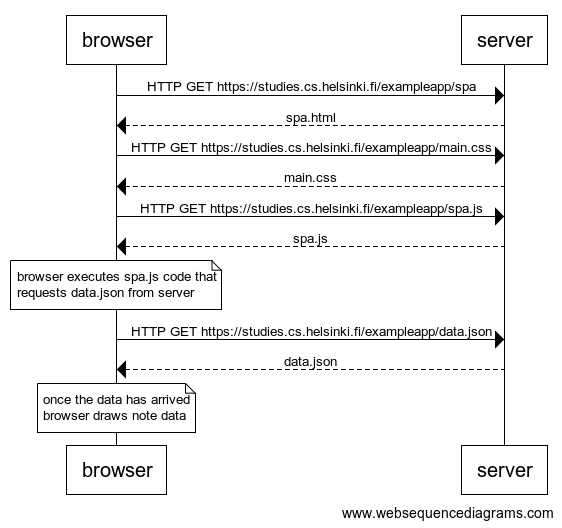 browser
server
HTTP GET https://studies.cs.helsinki.fi/exampleapp/spa
spa.html
HTTP GET https://studies.cs.helsinki.fi/exampleapp/main.css
main.css
HTTP GET https://studies.cs.helsinki.fi/exampleapp/spa.js
spa.js
browser executes spa.js code that
requests data.json from server
HTTP GET https://studies.cs.helsinki.fi/exampleapp/data.json
data.json
once the data has arrived
browser draws note data
browser
server
www.websequencediagrams.com